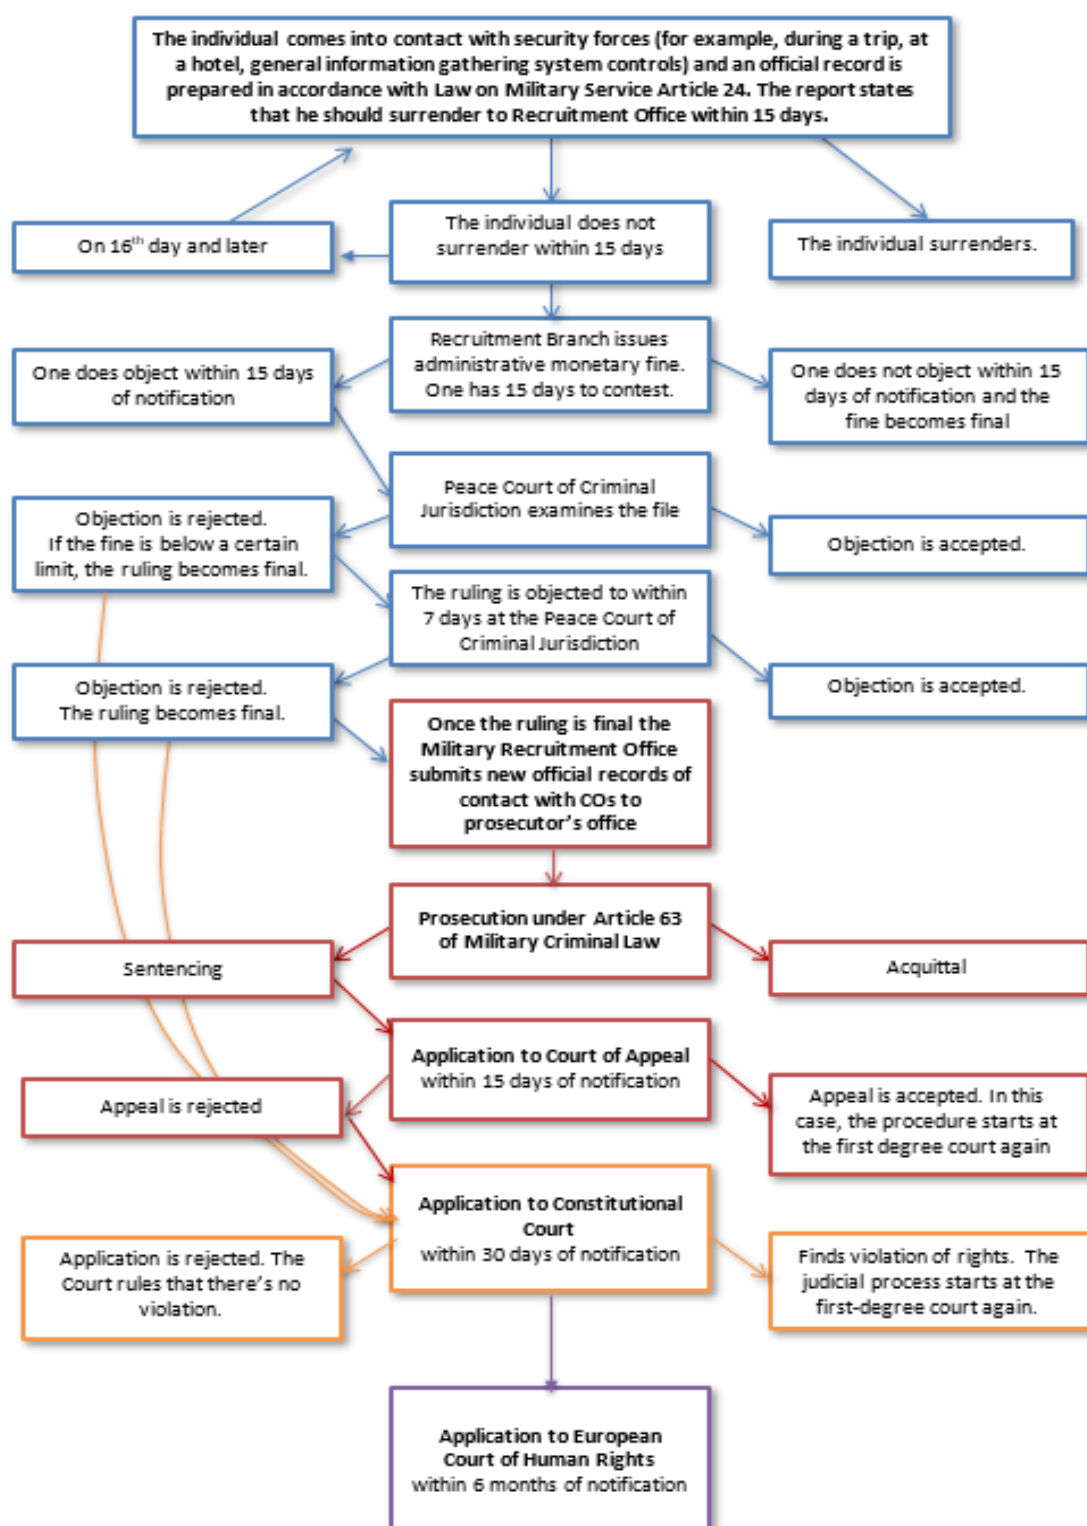 The individual comes into contact with security forces (for example, during a trip, at
a hotel, general information gathering system controls) and an official record is
prepared in accordance with Law on Military Service Article 24. The report states
that he should surrender to Recruitment Office within 15 days.
On 16th day and later
The individual does not
surrender within 15 days
The individual surrenders.
Recruitment Branch issues
administrative monetary fine.
One has 15 days to contest.
One does object within 15 days
of notification
One does not object within 15
days of notification and the
fine becomes final
Peace Court of Criminal
Jurisdiction examines the file
Objection is rejected.
If the fine is below a certain
limit, the ruling becomes final.
Objection is accepted.
The ruling is objected to within
7 days at the Peace Court of
Criminal Jurisdiction
Objection is rejected.
The ruling becomes final.
Objection is accepted.
Once the ruling is final the
Military Recruitment Office
submits new official records of
contact with COs to
prosecutor's office
Prosecution under Article 63
of Military Criminal Law
Sentencing
Acquittal
Application to Court of Appeal
within 15 days of notification
Appeal is rejected
Appeal is accepted. In this
case, the procedure starts at
the first degree court again
Application to Constitutional
Court
within 30 days of notification
Application is rejected. The
Court rules that there's no
violation.
Finds violation of rights. The
judicial process starts at the
first-degree court again.
Application to European
Court of Human Rights
within 6 months of notification